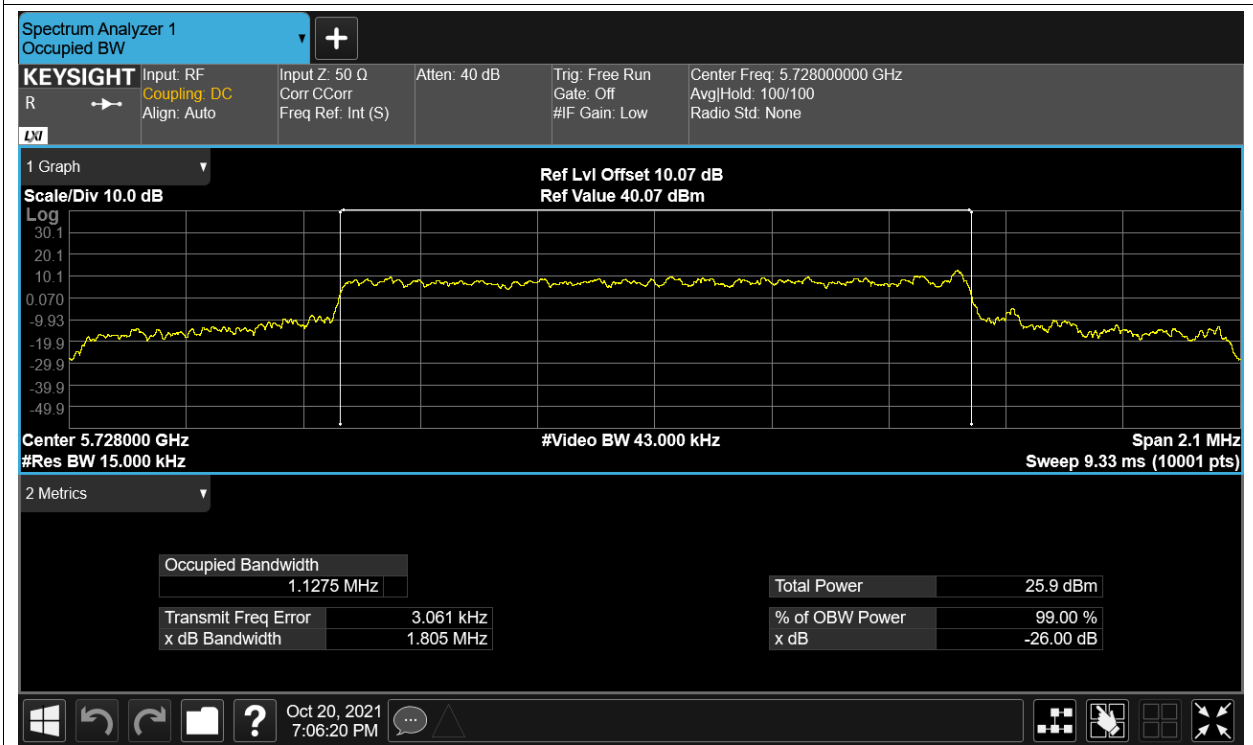 Spectrum Analyzer 1
Occupied BW
KEYSIGHT
R
LXI
Input: RF
Coupling: DC
Align: Auto
Input Z: 50 Ω
Corr CCorr
Freq Ref: Int (S)
Atten: 40 dB
Trig: Free Run
Gate: Off
#IF Gain: Low
Center Freq: 5.728000000 GHz
Avg|Hold: 100/100
Radio Std: None
1 Graph
Scale/Div 10.0 dB
Ref Lvl Offset 10.07 dB
Ref Value 40.07 dBm
Log
30.1
20.1
10.1
0.070
-9.93
-19.9
-29.9
-39.9
-49.9
Center 5.728000 GHz
#Video BW 43.000 kHz
Span 2.1 MHz
#Res BW 15.000 kHz
Sweep 9.33 ms (10001 pts)
2 Metrics
Occupied Bandwidth
1.1275 MHz
Total Power 25.9 dBm
Transmit Freq Error 3.061 kHz
% of OBW Power 99.00 %
x dB Bandwidth 1.805 MHz
x dB -26.00 dB
?
Oct 20, 2021
7:06:20 PM